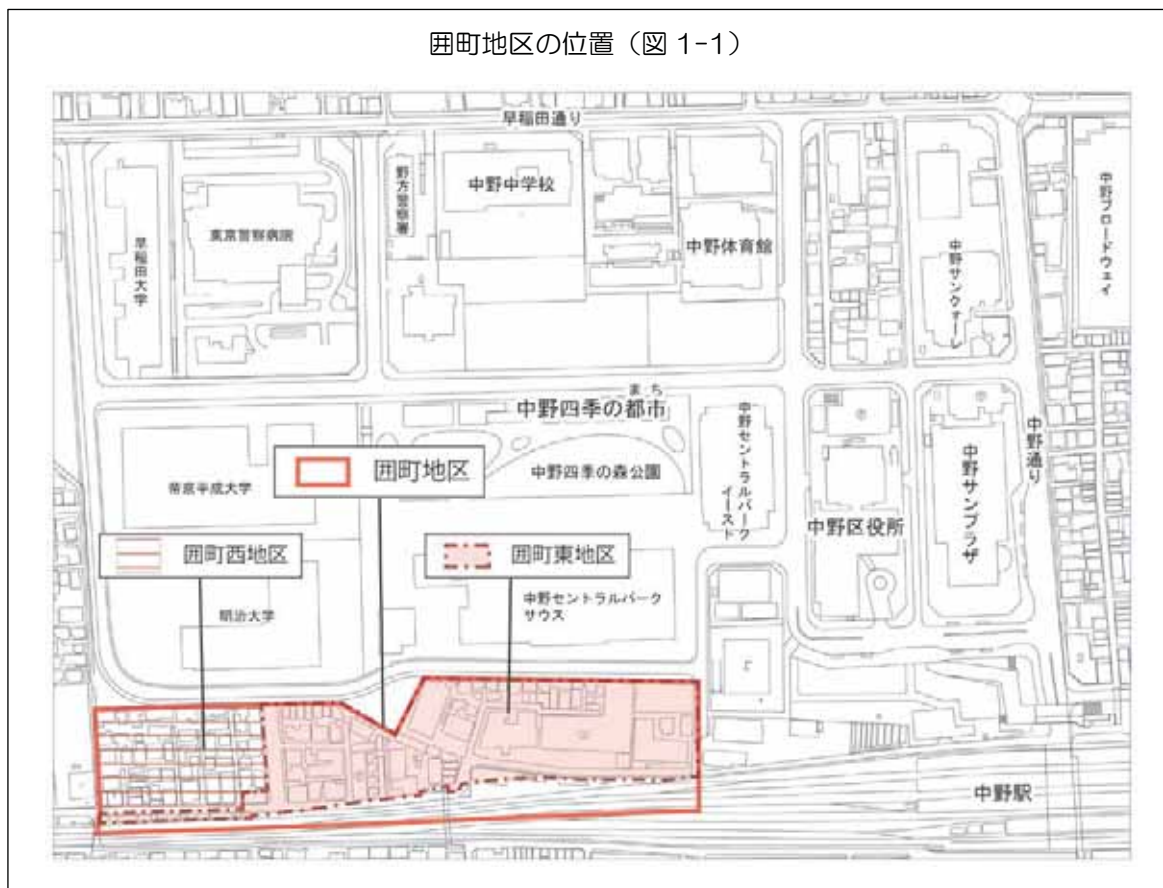 囲町地区の位置（図 1-1）
早稲田通り
早稲田大学
東京警察病院
野方警察署
中野中学校
中野体育館
中野サンクォーレ
中野ブロードウェイ
中野通り
まち
中野四季の都市
中野四季の森公園
中野セントラルパーク
イースト
中野区役所
中野サンプラザ
囲町地区
帝京平成大学
囲町西地区
囲町東地区
明治大学
中野セントラルパーク
サウス
中野駅